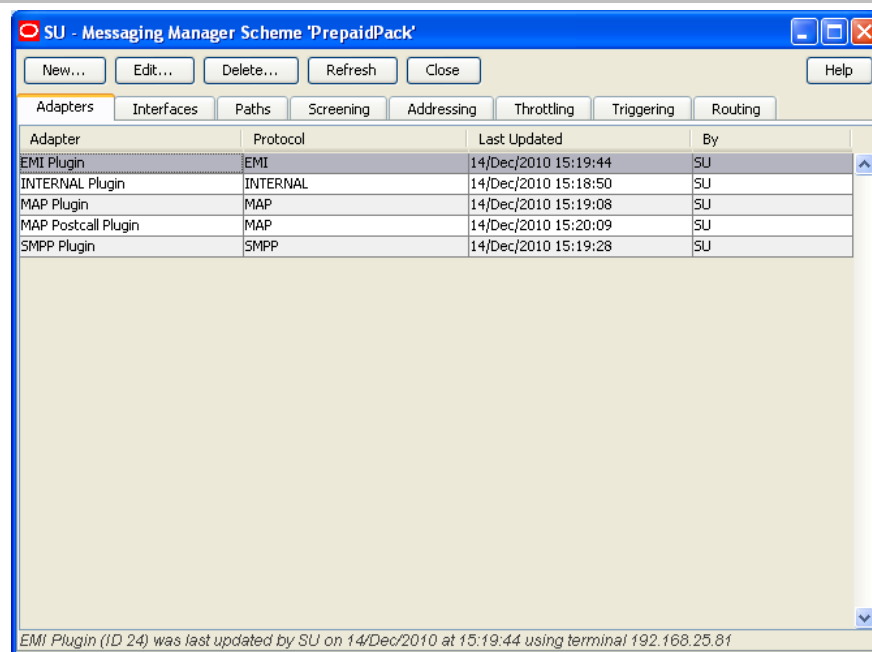 SU - Messaging Manager Scheme 'PrepaidPack'
New... Edit... Delete... Refresh Close Help
Adapters Interfaces Paths Screening Addressing Throttling Triggering Routing
Adapter Protocol Last Updated By
EMI Plugin EMI 14/Dec/2010 15:19:44 SU
INTERNAL Plugin INTERNAL 14/Dec/2010 15:18:50 SU
MAP Plugin MAP 14/Dec/2010 15:19:08 SU
MAP Postcall Plugin MAP 14/Dec/2010 15:20:09 SU
SMPP Plugin SMPP 14/Dec/2010 15:19:28 SU
EMI Plugin (ID 24) was last updated by SU on 14/Dec/2010 at 15:19:44 using terminal 192.168.25.81